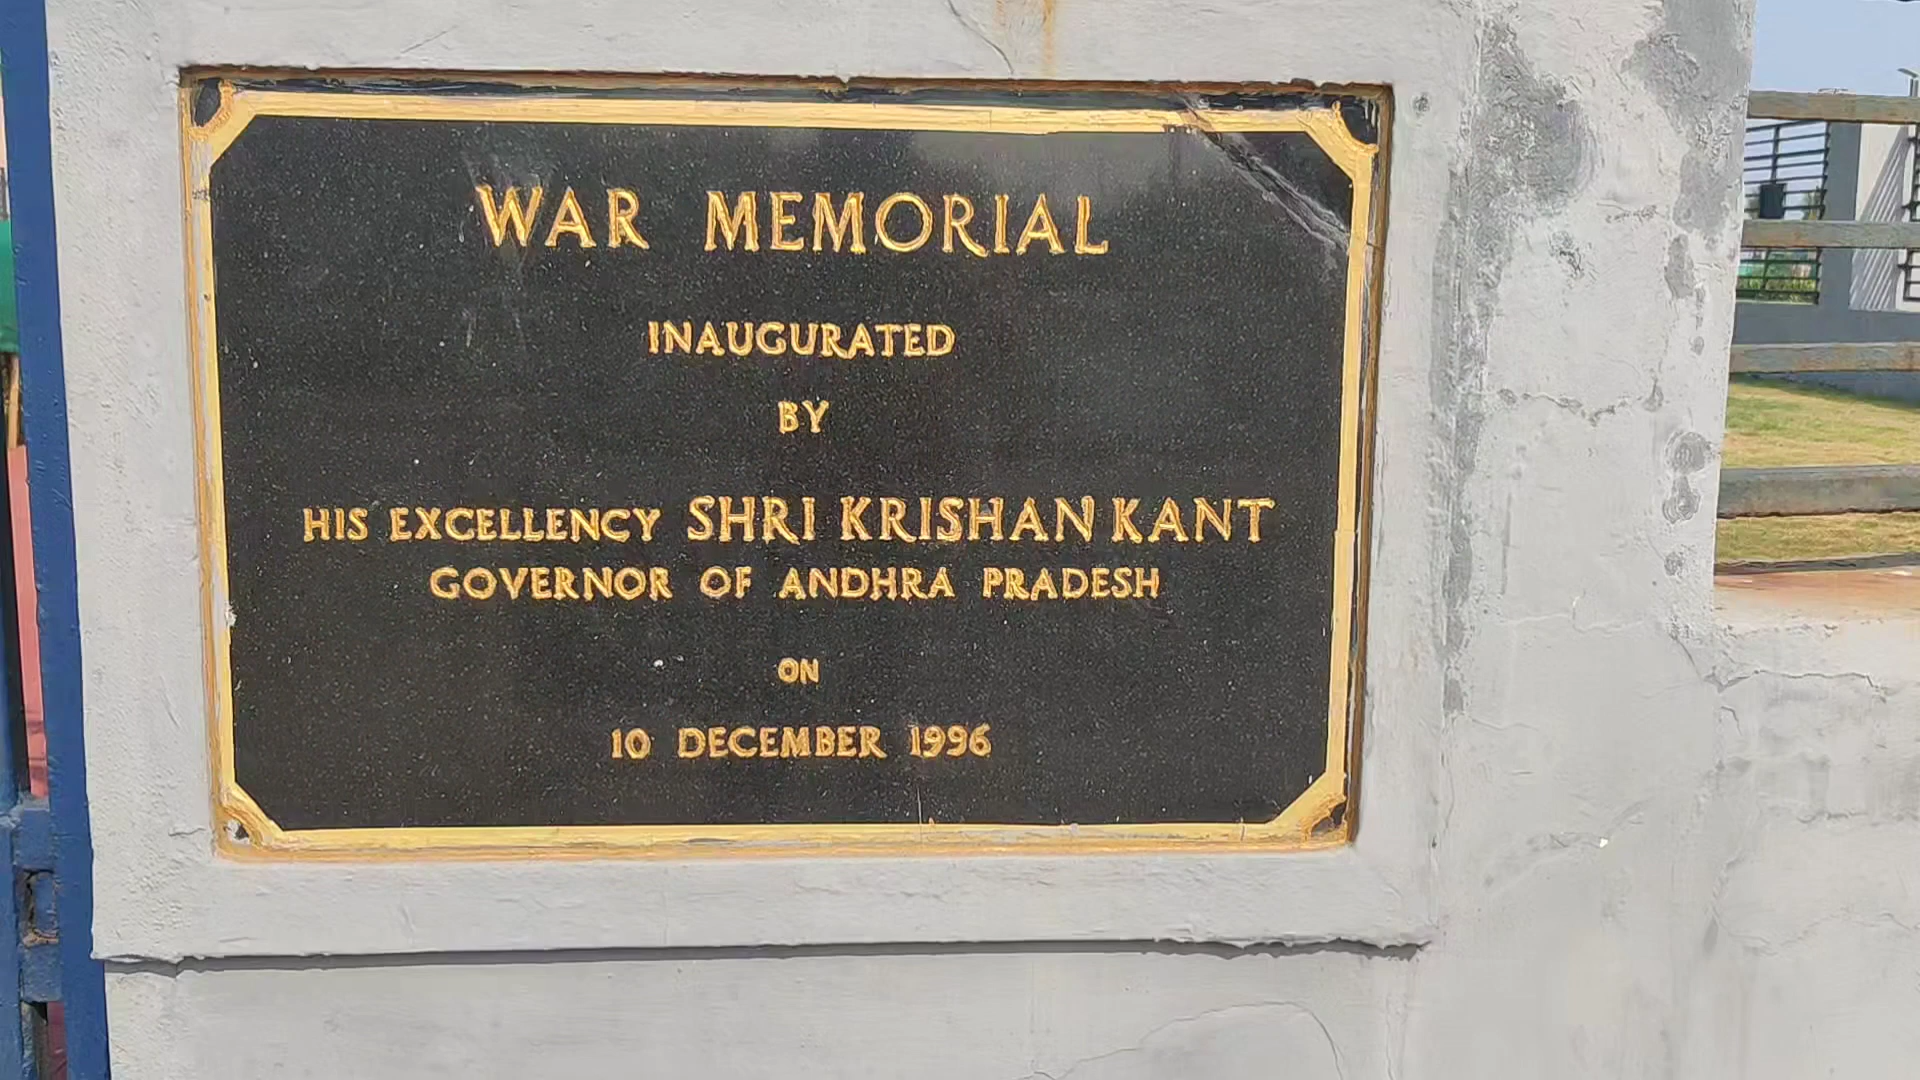 WAR MEMORIAL
INAUGURATED
BY
HIS EXCELLENCY SHRI KRISHAN KANT
GOVERNOR OF ANDHRA PRADESH
ON
10 DECEMBER 1996